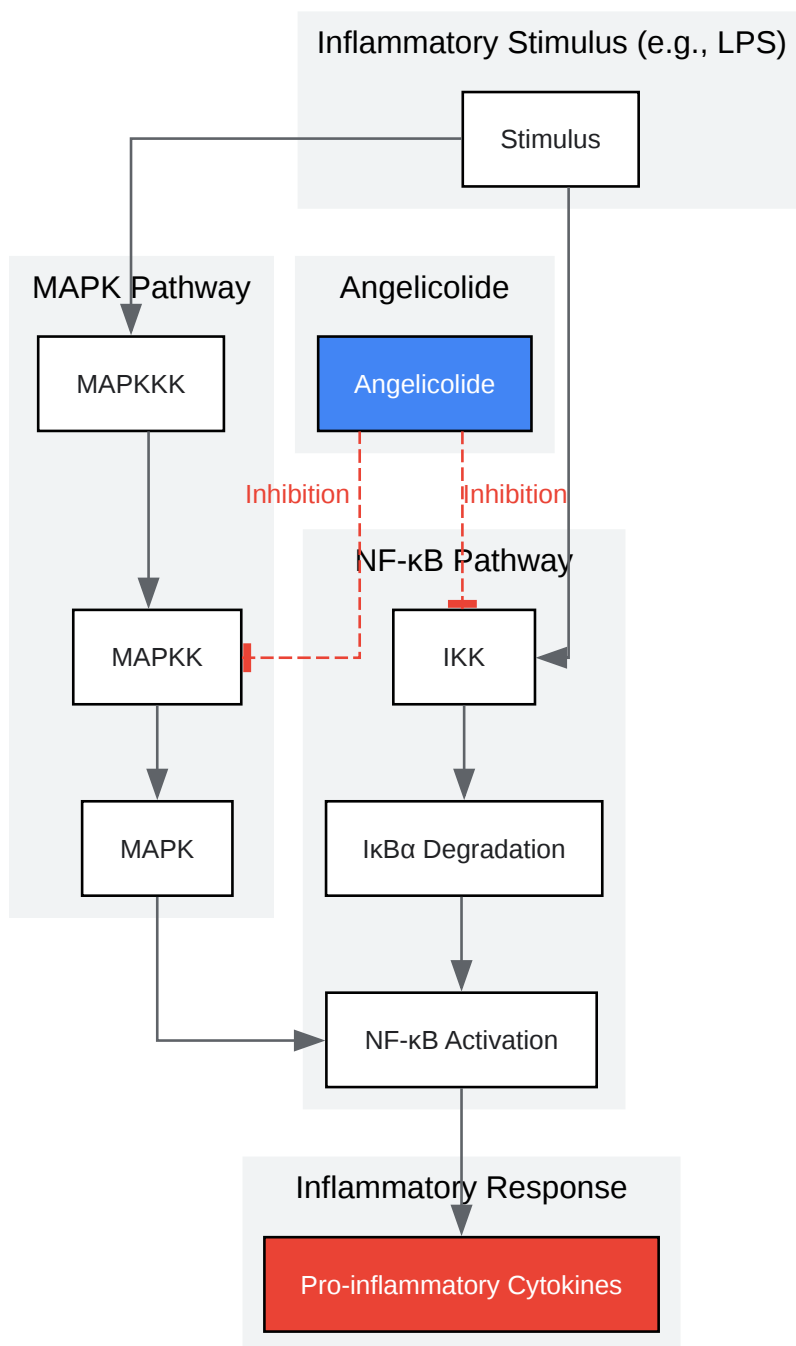 Inflammatory Stimulus (e.g., LPS)
Stimulus
MAPK Pathway
Angelicolide
MAPKKK
Angelicolide
Inhibition
Inhibition
NF-κB Pathway
MAPKK
IKK
MAPK
IκBα Degradation
NF-κB Activation
Inflammatory Response
Pro-inflammatory Cytokines